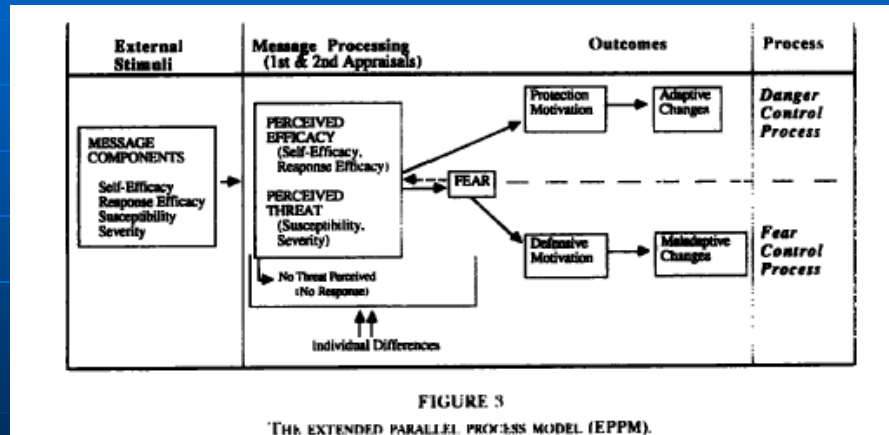 External
Stimuli
Message Processing
(1st & 2nd Appraisals)
Outcomes
Process
MESSAGE
COMPONENTS
Self-Efficacy
Response Efficacy
Susceptibility
Severity
PERCEIVED
EFFICACY
(Self-Efficacy,
Response Efficacy)
PERCEIVED
THREAT
(Susceptibility,
Severity)
No Threat Perceived
(No Response)
Individual Differences
FEAR
Protection
Motivation
Adaptive
Changes
Defensive
Motivation
Maladaptive
Changes
Danger
Control
Process
Fear
Control
Process
FIGURE 3
THE EXTENDED PARALLEL PROCESS MODEL (EPPM).